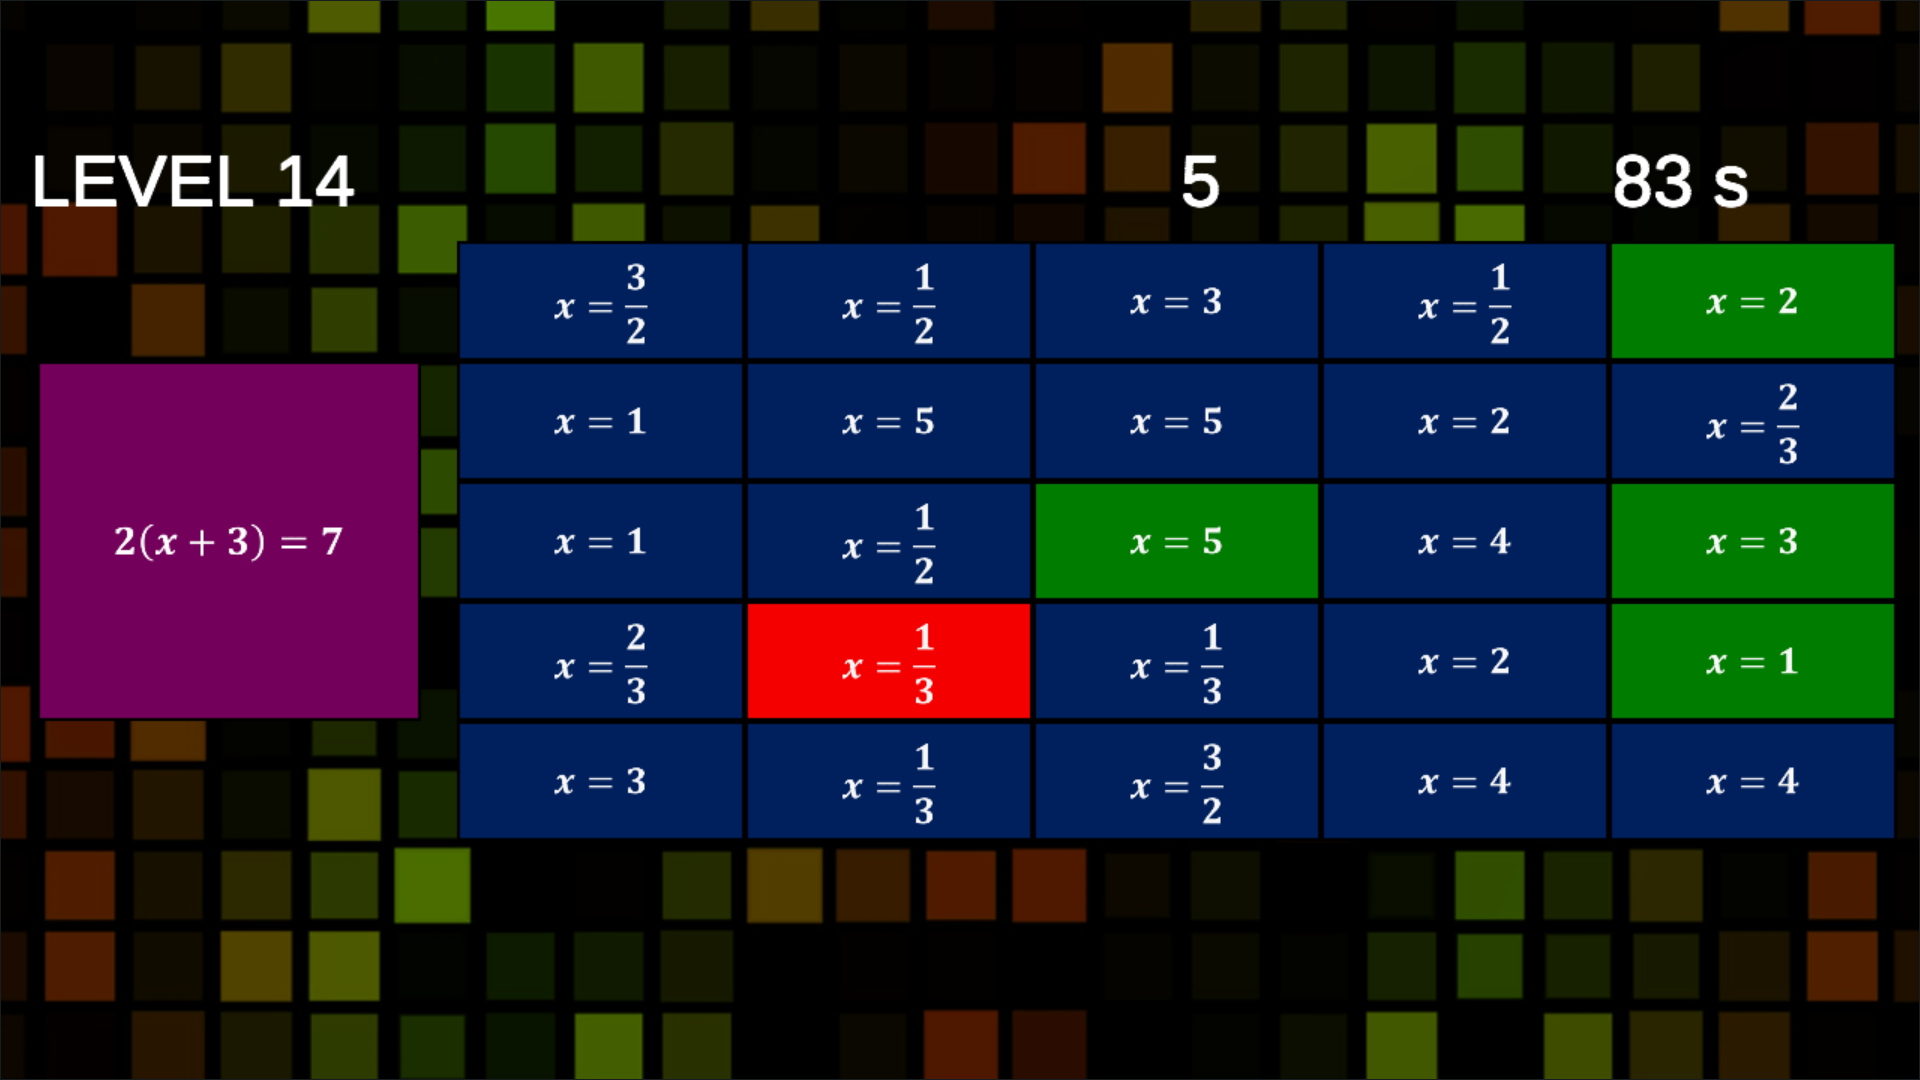 LEVEL 14 5 83 s
x = 3/2 x = 1/2 x = 3 x = 1/2 x = 2
x = 1 x = 5 x = 5 x = 2 x = 2/3
2(x + 3) = 7
x = 1 x = 1/2 x = 5 x = 4 x = 3
x = 2/3 x = 1/3 x = 1/3 x = 2 x = 1
x = 3 x = 1/3 x = 3/2 x = 4 x = 4